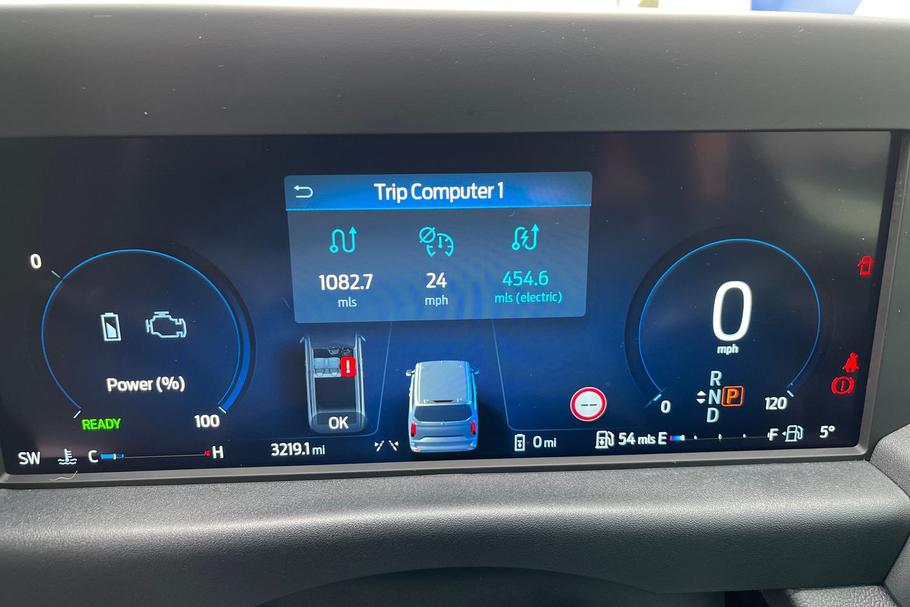 Trip Computer 1
1082.7
mls
24
mph
454.6
mls (electric)
0
Power (%)
READY
100
!
OK
0
mph
R
N P
D
0
120
--
SW
C H
3219.1 mi
0 mi
54 mls E F
5°